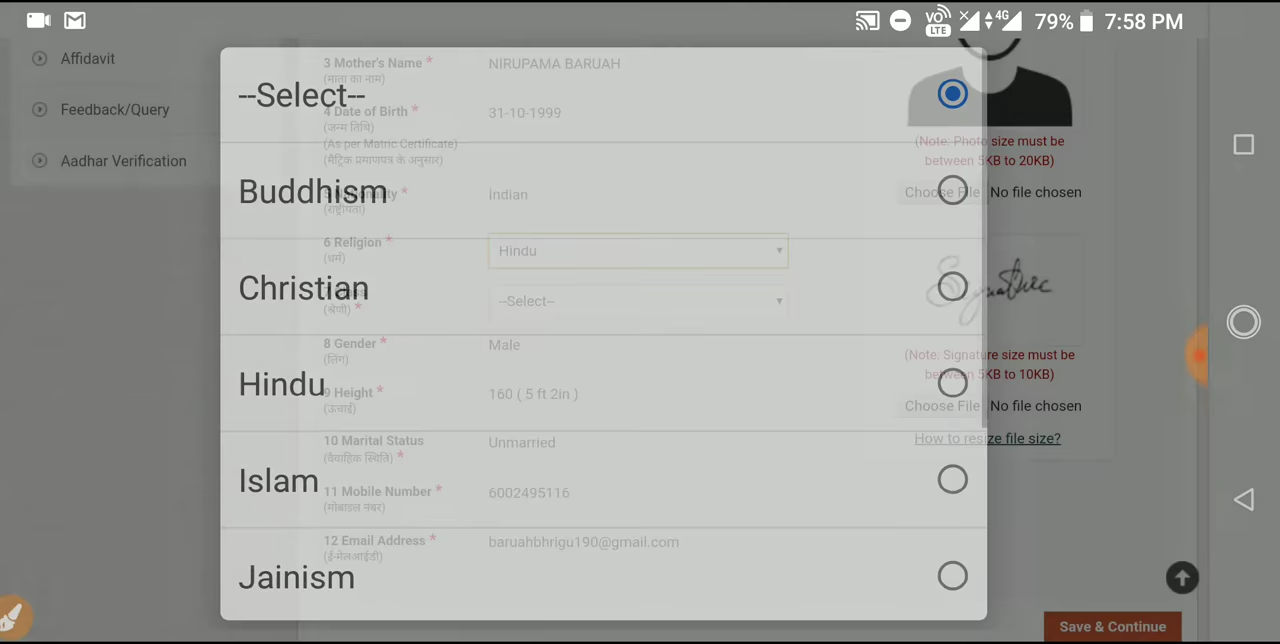 VO LTE 4G 79% 7:58 PM
Affidavit
Feedback/Query
Aadhar Verification
--Select--
Buddhism
Christian
Hindu
Islam
Jainism
3 Mother's Name * NIRUPAMA BARUAH
(माता का नाम)
4 Date of Birth * 31-10-1999
(जन्म तिथि)
(As per Matric Certificate)
(मैट्रिक प्रमाणपत्र के अनुसार)
* Indian
(राष्ट्रीयता)
6 Religion * Hindu
(धर्म)
--Select--
(श्रेणी) *
8 Gender * Male
(लिंग)
9 Height * 160 ( 5 ft 2in )
(ऊंचाई)
10 Marital Status Unmarried
(वैवाहिक स्थिति) *
11 Mobile Number * 6002495116
(मोबाइल नंबर)
12 Email Address * baruahbhrigu190@gmail.com
(ई-मेलआईडी)
(Note: Photo size must be
between 5KB to 20KB)
Choose File No file chosen
Signature
(Note: Signature size must be
between 5KB to 10KB)
Choose File No file chosen
How to resize file size?
Save & Continue